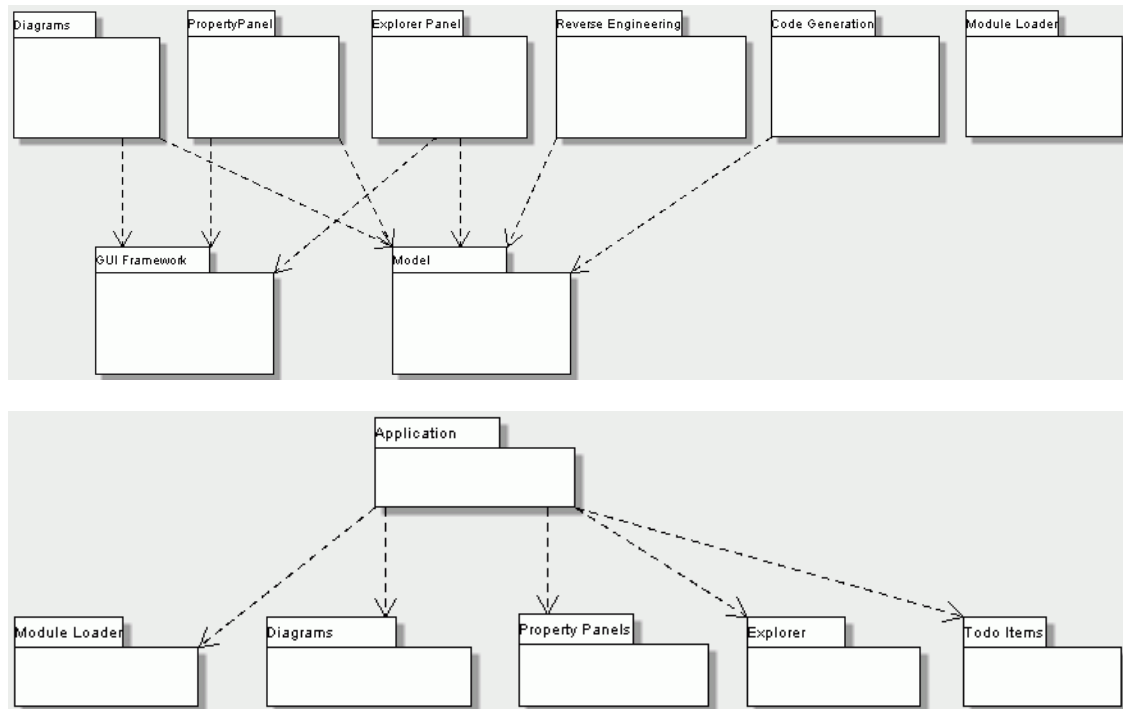 Diagrams
PropertyPanel
Explorer Panel
Reverse Engineering
Code Generation
Module Loader
GUI Framework
Model
Application
Module Loader
Diagrams
Property Panels
Explorer
Todo Items